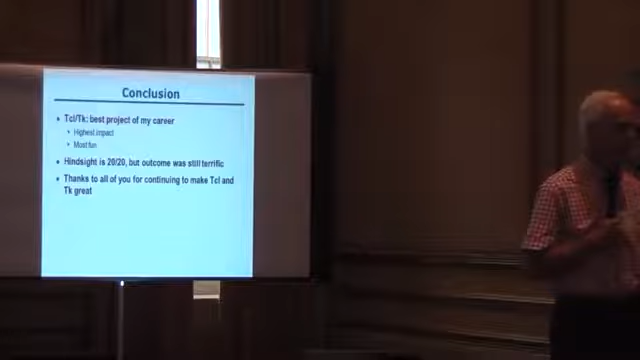 Conclusion
Tcl/Tk: best project of my career
Highest impact
Most fun
Hindsight is 20/20, but outcome was still terrific
Thanks to all of you for continuing to make Tcl and
Tk great